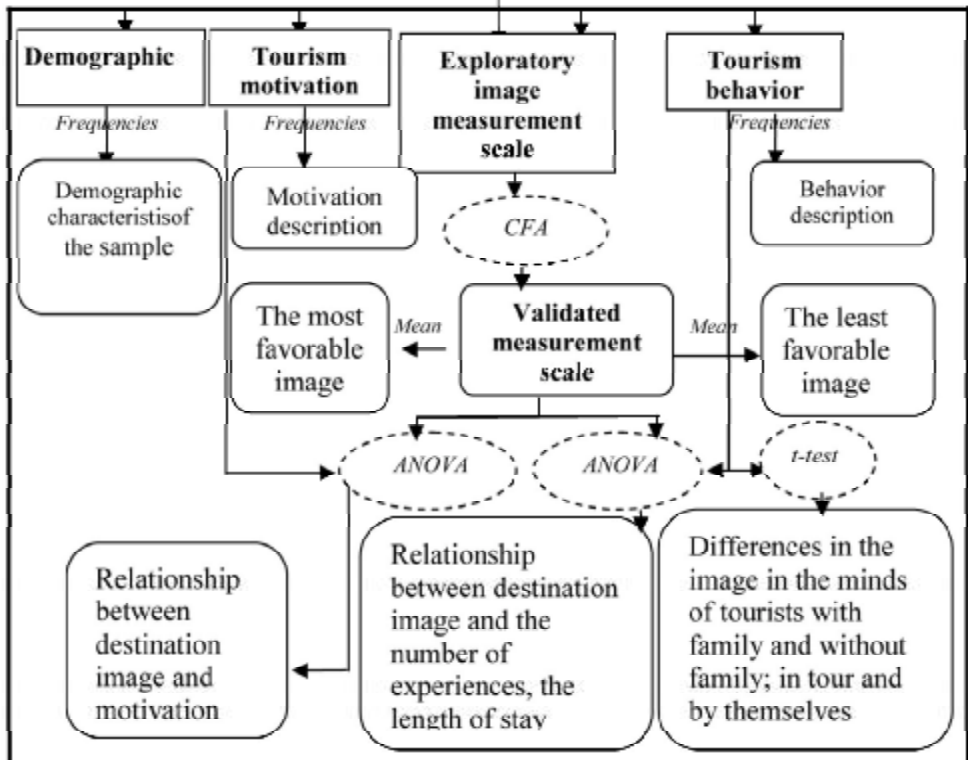 Demographic
Tourism
motivation
Exploratory
image
measurement
scale
Tourism
behavior
Frequencies
Frequencies
Frequencies
Demographic
characteristisof
the sample
Motivation
description
CFA
Behavior
description
The most
favorable
image
Mean
Validated
measurement
scale
Mean
The least
favorable
image
ANOVA
ANOVA
t-test
Relationship
between
destination
image and
motivation
Relationship
between destination
image and the
number of
experiences, the
length of stay
Differences in the
image in the minds
of tourists with
family and without
family; in tour and
by themselves